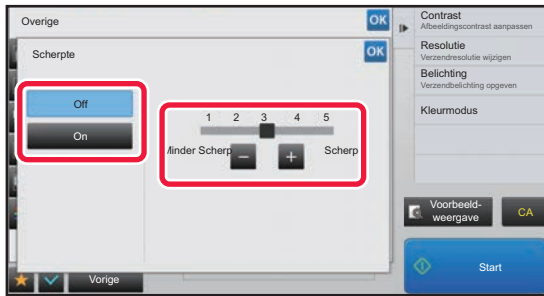 Overige
OK
Scherpte
OK
Off
On
1 2 3 4 5
Minder Scherp
Scherp
Vorige
Contrast
Afbeeldingscontrast aanpassen
Resolutie
Verzendresolutie wijzigen
Belichting
Verzendbelichting opgeven
Kleurmodus
Voorbeeld-
weergave
CA
Start